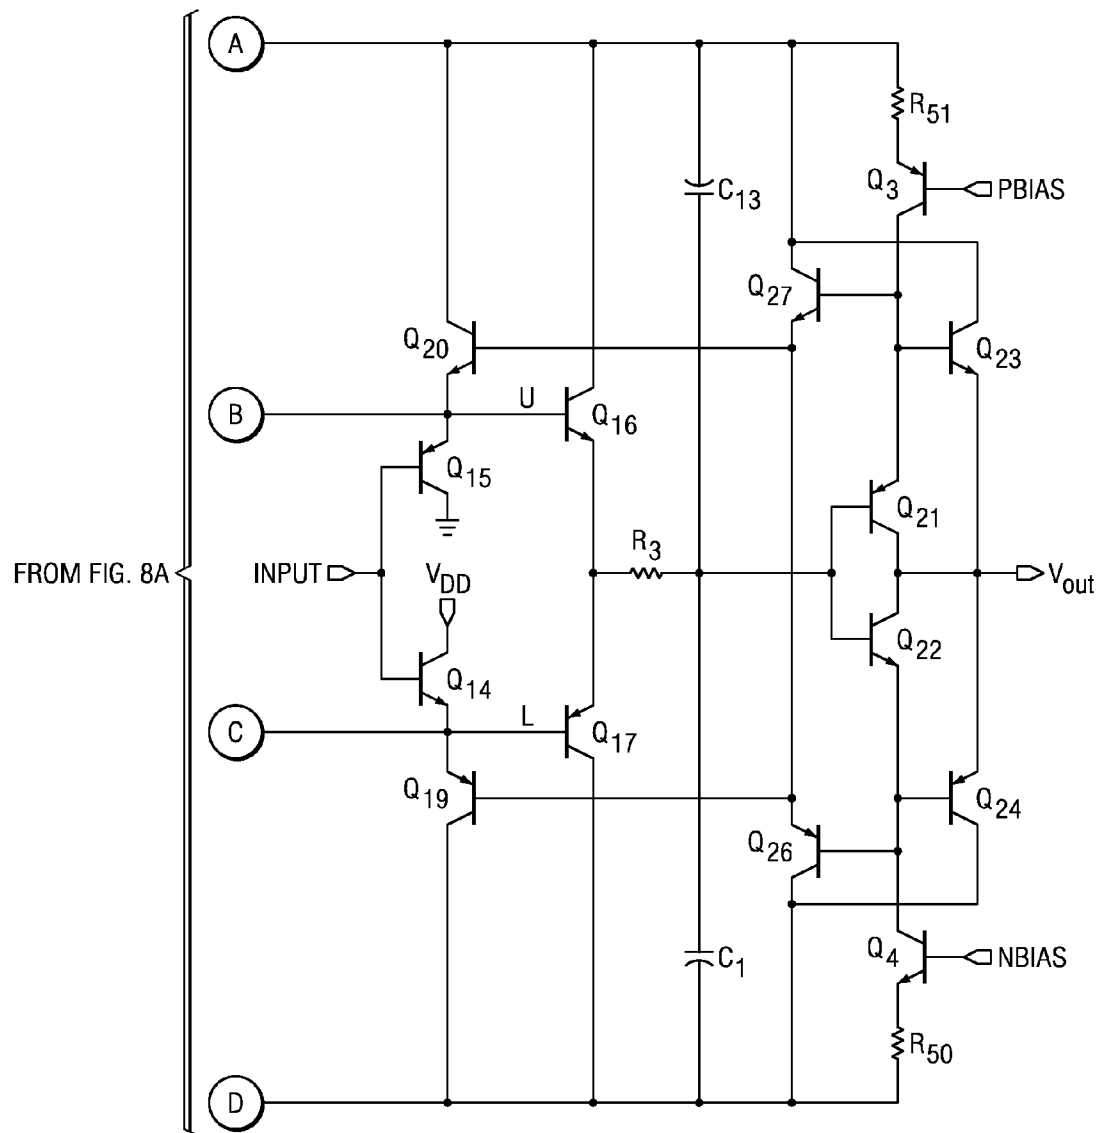 A
R51
Q3
PBIAS
C13
Q27
Q20
Q23
B
U
Q16
Q15
Q21
R3
FROM FIG. 8A
INPUT
VDD
Vout
Q22
Q14
C
L
Q17
Q19
Q24
Q26
Q4
NBIAS
C1
R50
D